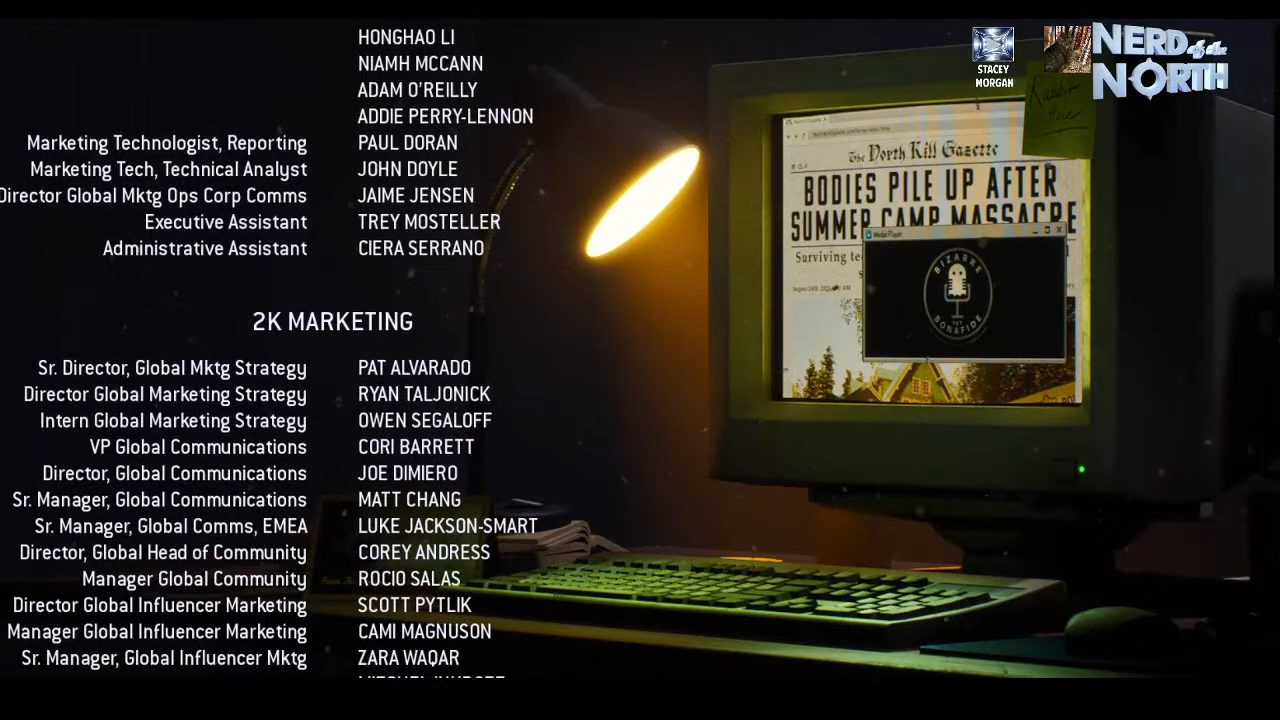 HONGHAO LI
NIAMH MCCANN
ADAM O'REILLY
ADDIE PERRY-LENNON
Marketing Technologist, Reporting PAUL DORAN
Marketing Tech, Technical Analyst JOHN DOYLE
Director Global Mktg Ops Corp Comms JAIME JENSEN
Executive Assistant TREY MOSTELLER
Administrative Assistant CIERA SERRANO
2K MARKETING
Sr. Director, Global Mktg Strategy PAT ALVARADO
Director Global Marketing Strategy RYAN TALJONICK
Intern Global Marketing Strategy OWEN SEGALOFF
VP Global Communications CORI BARRETT
Director, Global Communications JOE DIMIERO
Sr. Manager, Global Communications MATT CHANG
Sr. Manager, Global Comms, EMEA LUKE JACKSON-SMART
Director, Global Head of Community COREY ANDRESS
Manager Global Community ROCIO SALAS
Director Global Influencer Marketing SCOTT PYTLIK
Manager Global Influencer Marketing CAMI MAGNUSON
Sr. Manager, Global Influencer Mktg ZARA WAQAR
STACEY
MORGAN
NERD of the
NORTH
Rabbit
Hole
The North Kill Gazette
BODIES PILE UP AFTER
SUMMER CAMP MASSACRE
Surviving
Media Player
BIZARRE
YET
BONAFIDE